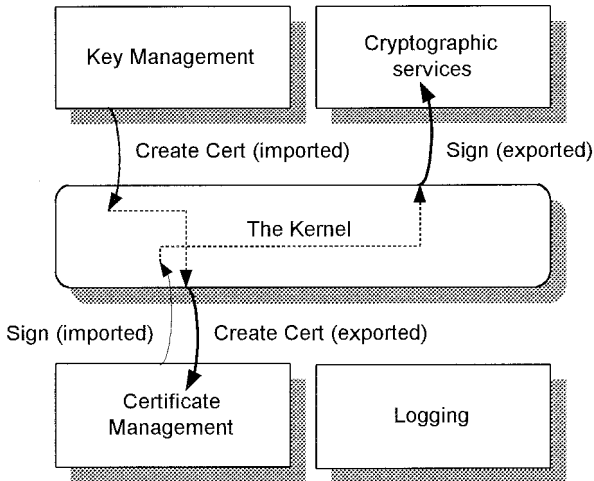 Key Management
Cryptographic
services
Create Cert (imported)
Sign (exported)
The Kernel
Sign (imported)
Create Cert (exported)
Certificate
Management
Logging